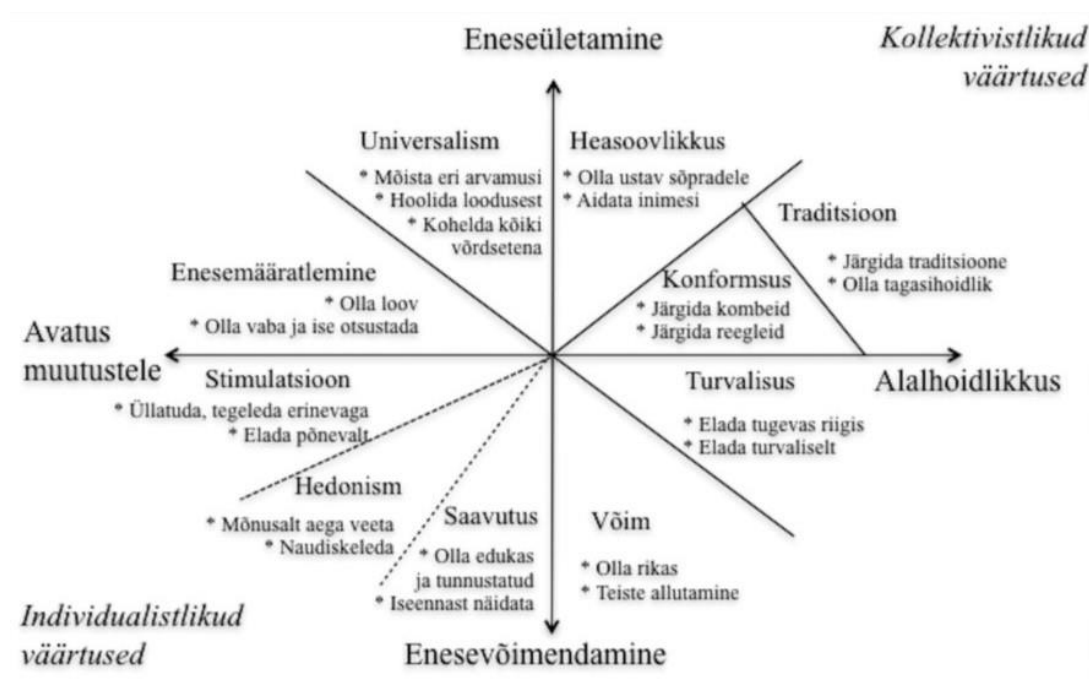 Eneseületamine
Kollektivistlikud
väärtused
Universalism
* Mõista eri arvamusi
* Hoolida loodusest
* Kohelda kõiki
võrdsetena
Heasoovlikkus
* Olla ustav sõpradele
* Aidata inimesi
Traditsioon
* Järgida traditsioone
* Olla tagasihoidlik
Enesemääratlemine
* Olla loov
* Olla vaba ja ise otsustada
Konformsus
* Järgida kombeid
* Järgida reegleid
Avatus
muutustele
Alalhoidlikkus
Stimulatsioon
* Üllatuda, tegeleda erinevaga
* Elada põnevalt
Turvalisus
* Elada tugevas riigis
* Elada turvaliselt
Hedonism
* Mõnusalt aega veeta
* Naudiskeleda
Saavutus
* Olla edukas
ja tunnustatud
* Iseennast näidata
Võim
* Olla rikas
* Teiste allutamine
Individualistlikud
väärtused
Enesevõimendamine